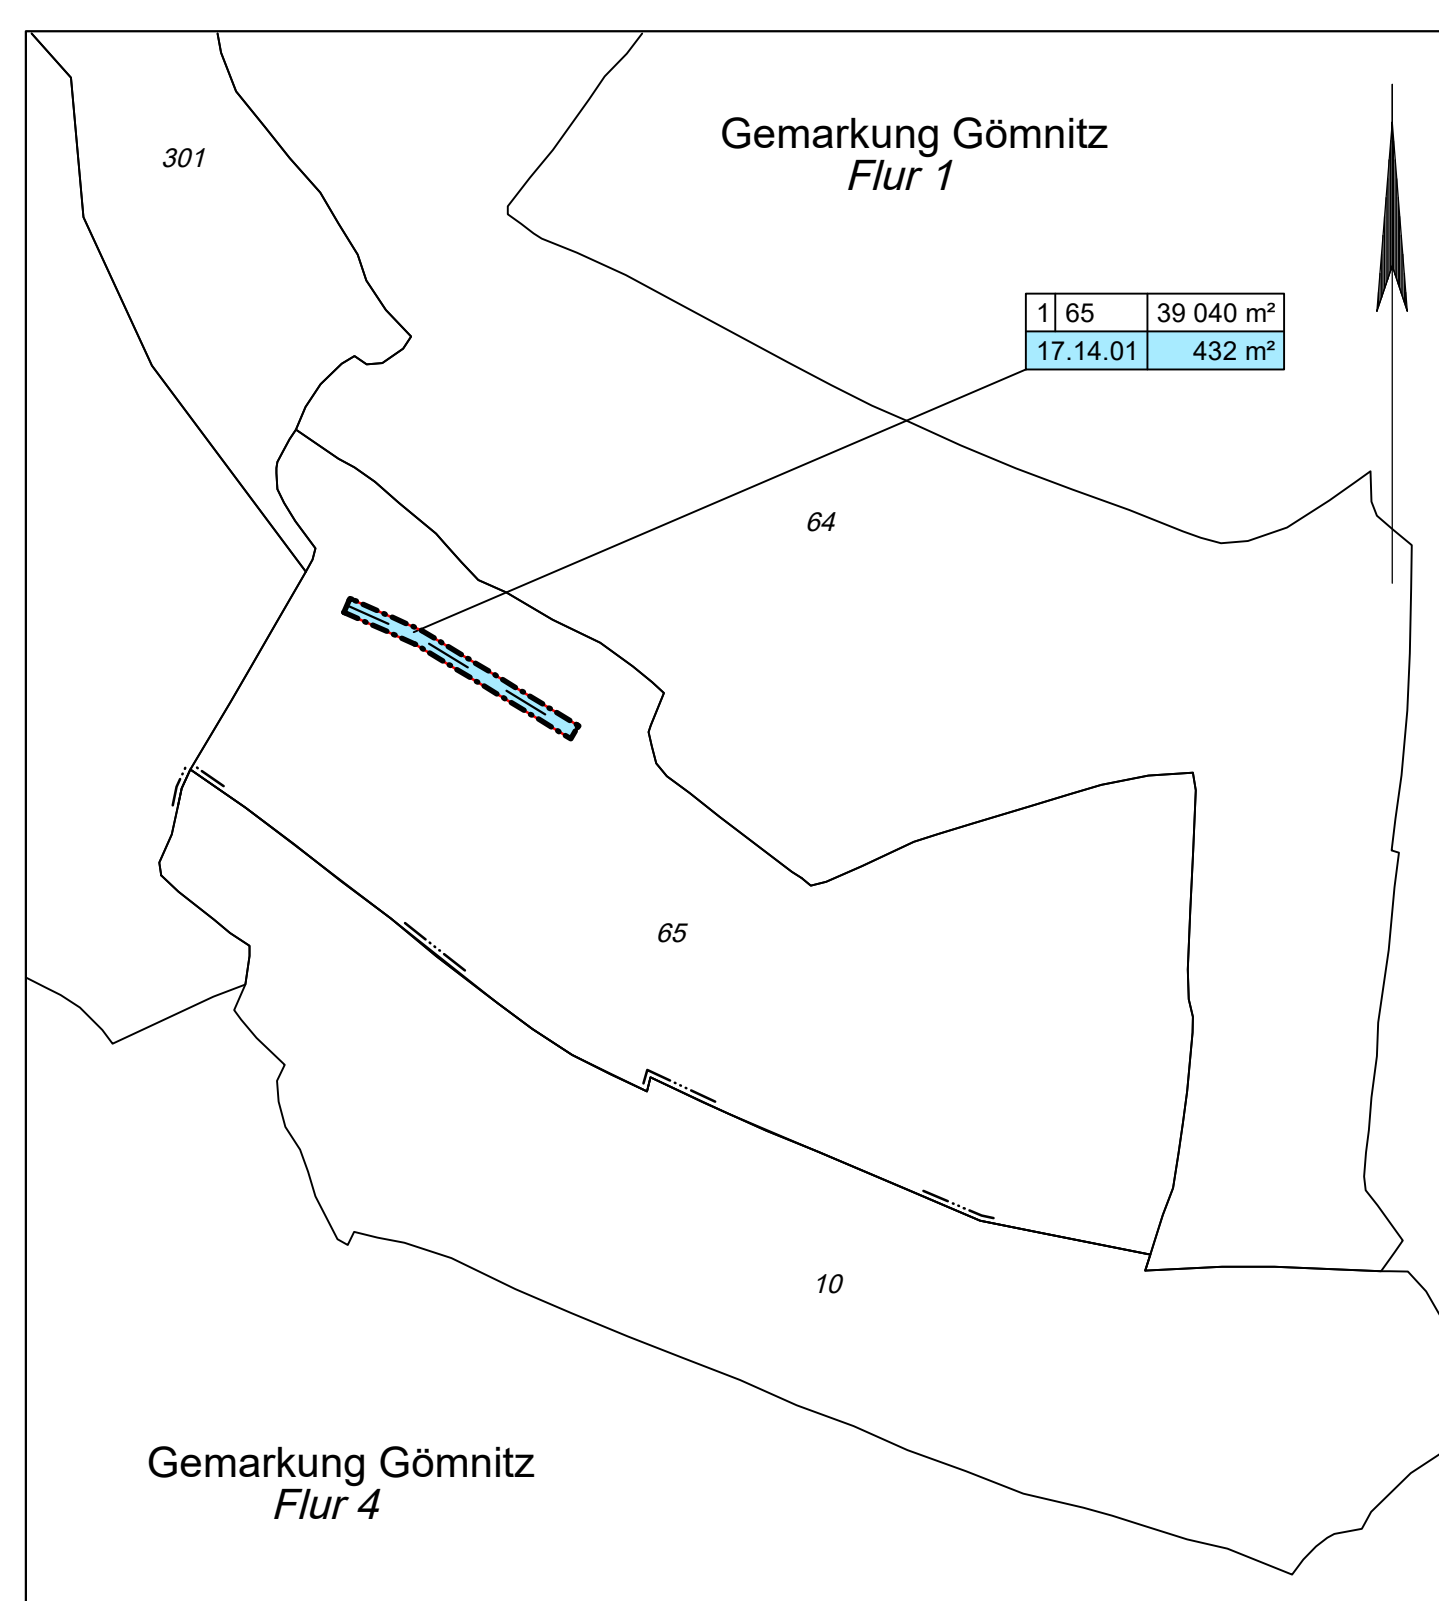 Gemarkung Gömnitz
Flur 1
301
1 65 39 040 m²
17.14.01 432 m²
64
65
10
Gemarkung Gömnitz
Flur 4